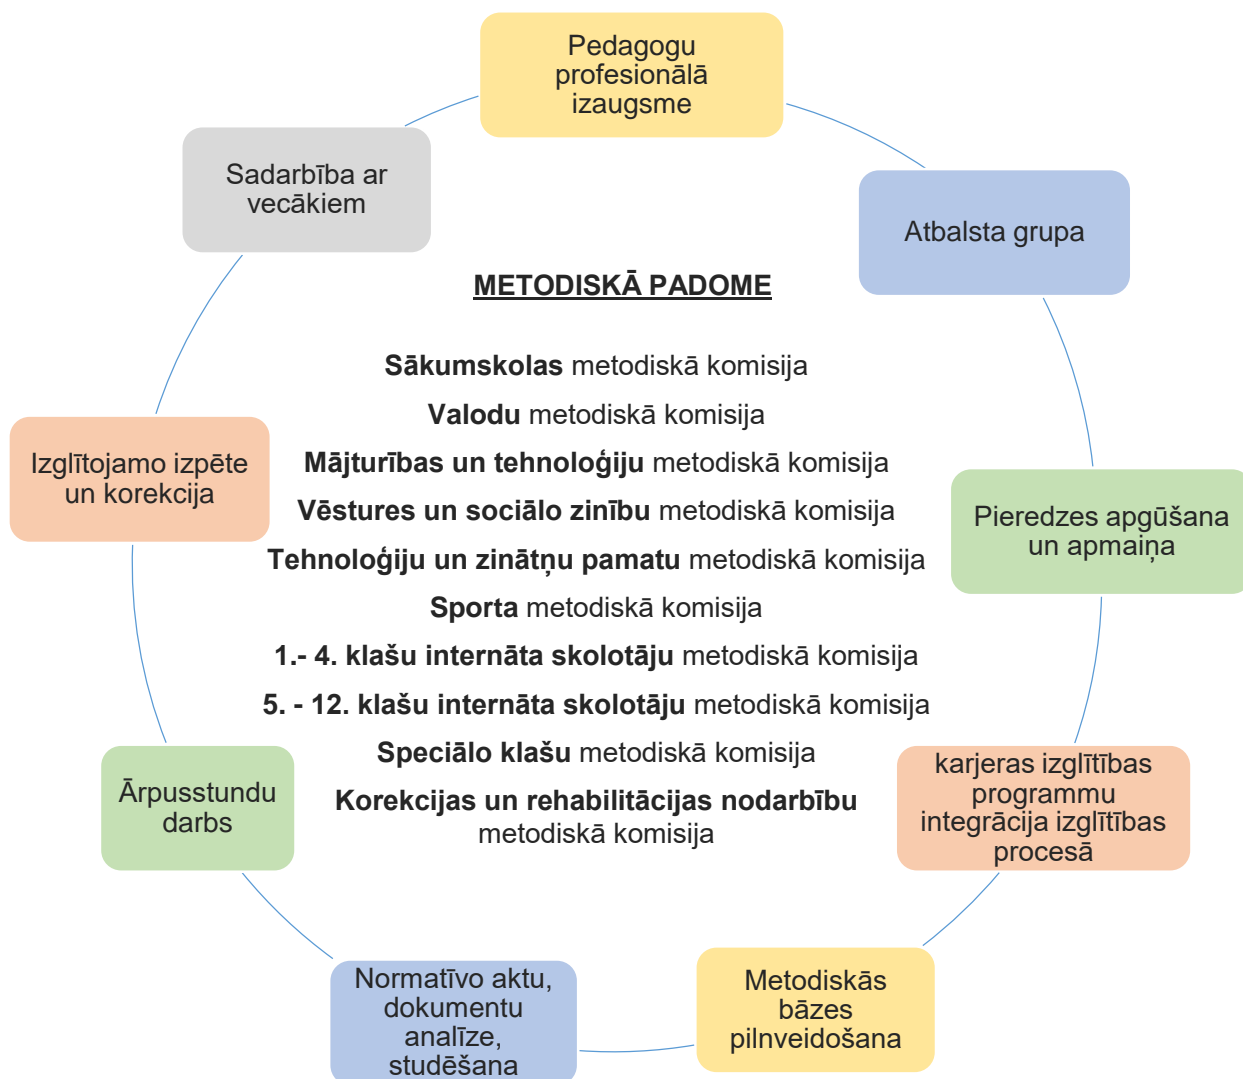 Pedagogu
profesionālā
izaugsme
Atbalsta grupa
Pieredzes apgūšana
un apmaiņa
karjeras izglītības
programmu
integrācija izglītības
procesā
Metodiskās
bāzes
pilnveidošana
Normatīvo aktu,
dokumentu
analīze,
studēšana
Ārpusstundu
darbs
Izglītojamo izpēte
un korekcija
Sadarbība ar
vecākiem
METODISKĀ PADOME
Sākumskolas metodiskā komisija
Valodu metodiskā komisija
Mājturības un tehnoloģiju metodiskā komisija
Vēstures un sociālo zinību metodiskā komisija
Tehnoloģiju un zinātņu pamatu metodiskā komisija
Sporta metodiskā komisija
1.- 4. klašu internāta skolotāju metodiskā komisija
5. - 12. klašu internāta skolotāju metodiskā komisija
Speciālo klašu metodiskā komisija
Korekcijas un rehabilitācijas nodarbību
metodiskā komisija